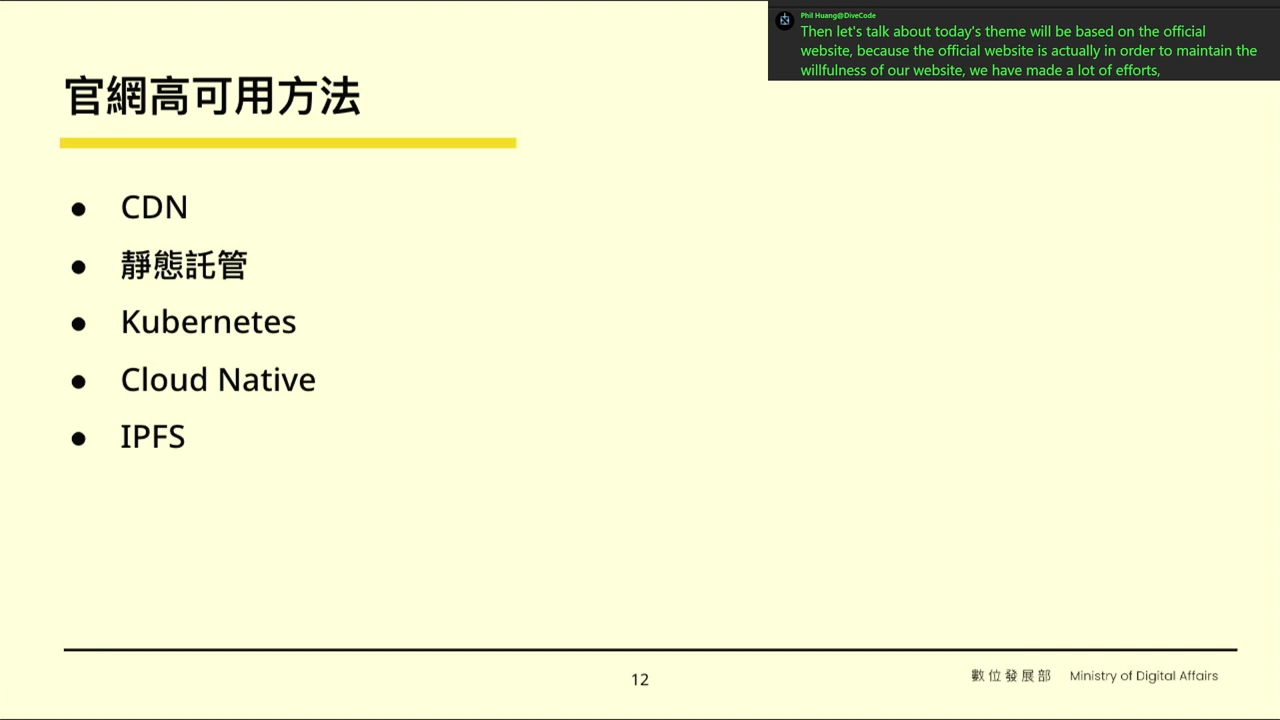 Phil Huang@DiveCode
Then let's talk about today's theme will be based on the official
website, because the official website is actually in order to maintain the
willfulness of our website, we have made a lot of efforts,
官網高可用方法
● CDN
● 靜態託管
● Kubernetes
● Cloud Native
● IPFS
12
數位發展部 Ministry of Digital Affairs